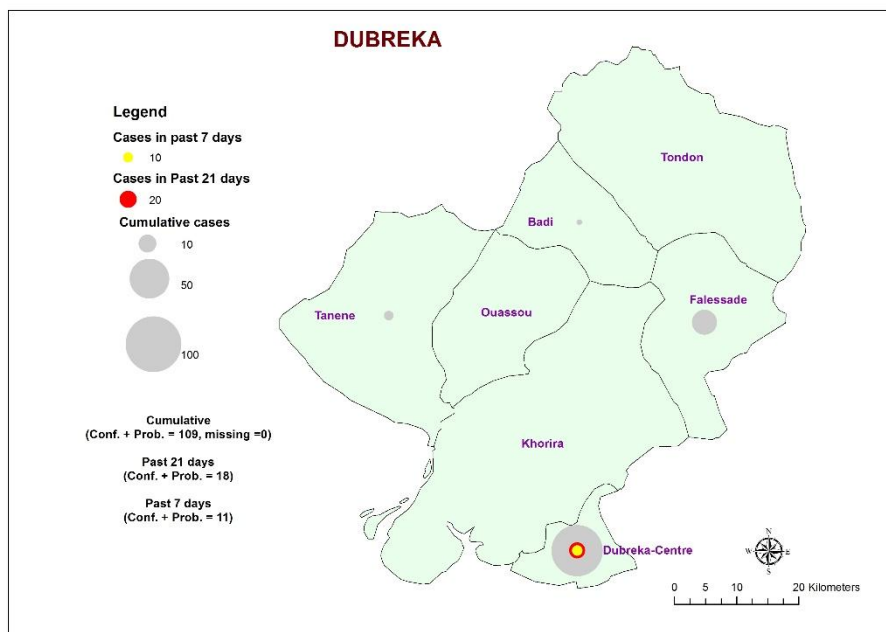 DUBREKA
Legend
Cases in past 7 days
10
Cases in Past 21 days
20
Cumulative cases
10
50
100
Cumulative
(Conf. + Prob. = 109, missing =0)
Past 21 days
(Conf. + Prob. = 18)
Past 7 days
(Conf. + Prob. = 11)
Tondon
Badi
Falessade
Tanene
Ouassou
Khorira
Dubreka-Centre
N
W E
S
0 5 10 20 Kilometers